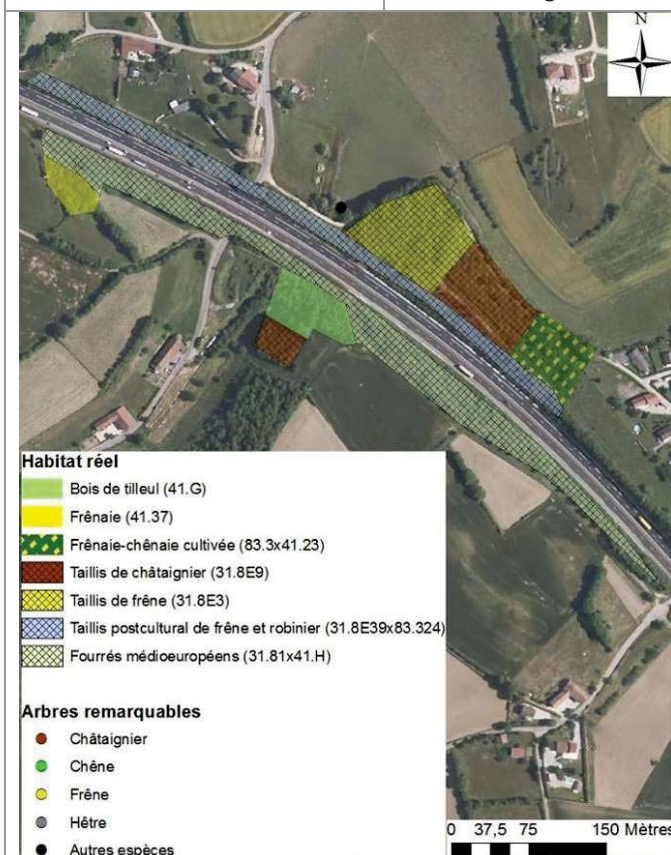 N
Habitat réel
Bois de tilleul (41.G)
Frênaie (41.37)
Frênaie-chênaie cultivée (83.3x41.23)
Taillis de châtaignier (31.8E9)
Taillis de frêne (31.8E3)
Taillis postcultural de frêne et robinier (31.8E39x83.324)
Fourrés médioeuropéens (31.81x41.H)
Arbres remarquables
Châtaignier
Chêne
Frêne
Hêtre
Autres espèces
0 37,5 75 150 Mètres